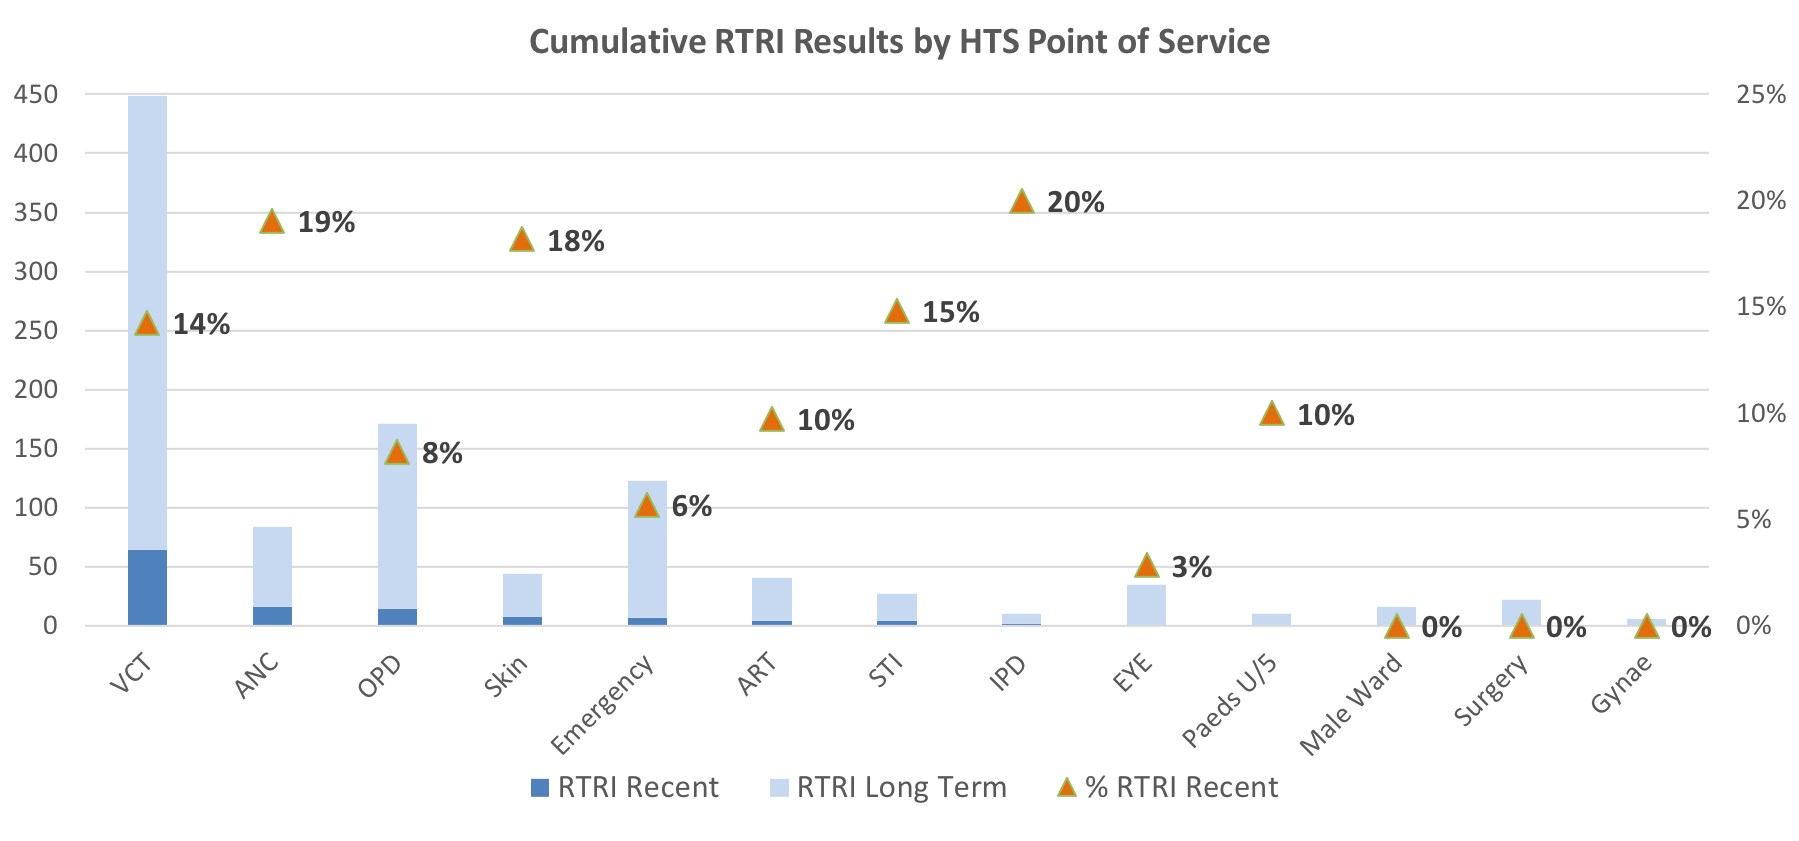 Cumulative RTRI Results by HTS Point of Service
450
400
350
300
250
200
150
100
50
0
25%
20%
15%
10%
5%
0%
14%
19%
8%
18%
6%
10%
15%
20%
3%
10%
0%
0%
0%
VCT
ANC
OPD
Skin
Emergency
ART
STI
IPD
EYE
Paeds U/5
Male Ward
Surgery
Gynae
RTRI Recent
RTRI Long Term
% RTRI Recent